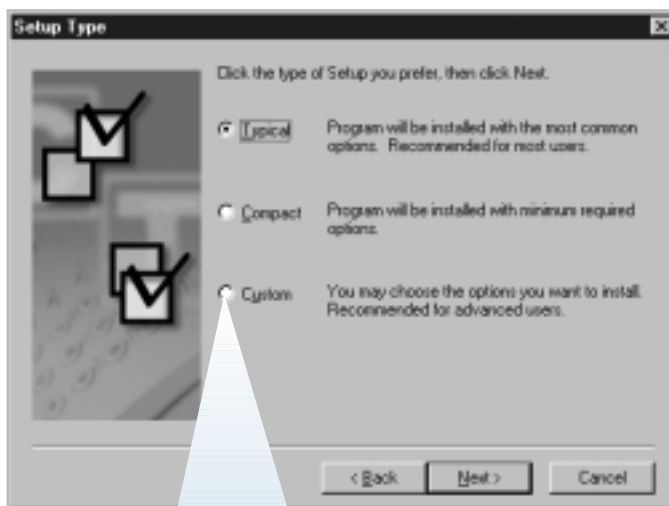 Setup Type
Click the type of Setup you prefer, then click Next.
Typical
Program will be installed with the most common
options. Recommended for most users.
Compact
Program will be installed with minimum required
options.
Custom
You may choose the options you want to install.
Recommended for advanced users.
< Back
Next >
Cancel